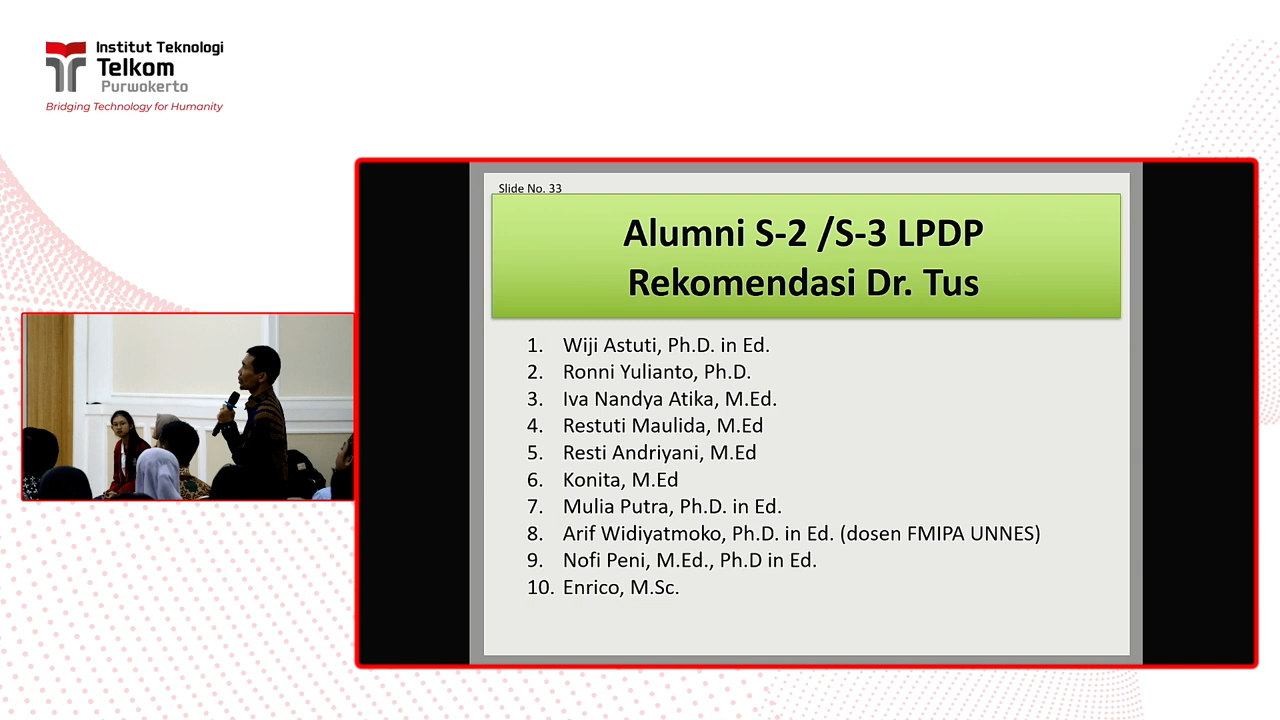 Institut Teknologi
Telkom
Purwokerto
Bridging Technology for Humanity
Slide No. 33
Alumni S-2 /S-3 LPDP
Rekomendasi Dr. Tus
1. Wiji Astuti, Ph.D. in Ed.
2. Ronni Yulianto, Ph.D.
3. Iva Nandya Atika, M.Ed.
4. Restuti Maulida, M.Ed
5. Resti Andriyani, M.Ed
6. Konita, M.Ed
7. Mulia Putra, Ph.D. in Ed.
8. Arif Widiyatmoko, Ph.D. in Ed. (dosen FMIPA UNNES)
9. Nofi Peni, M.Ed., Ph.D in Ed.
10. Enrico, M.Sc.